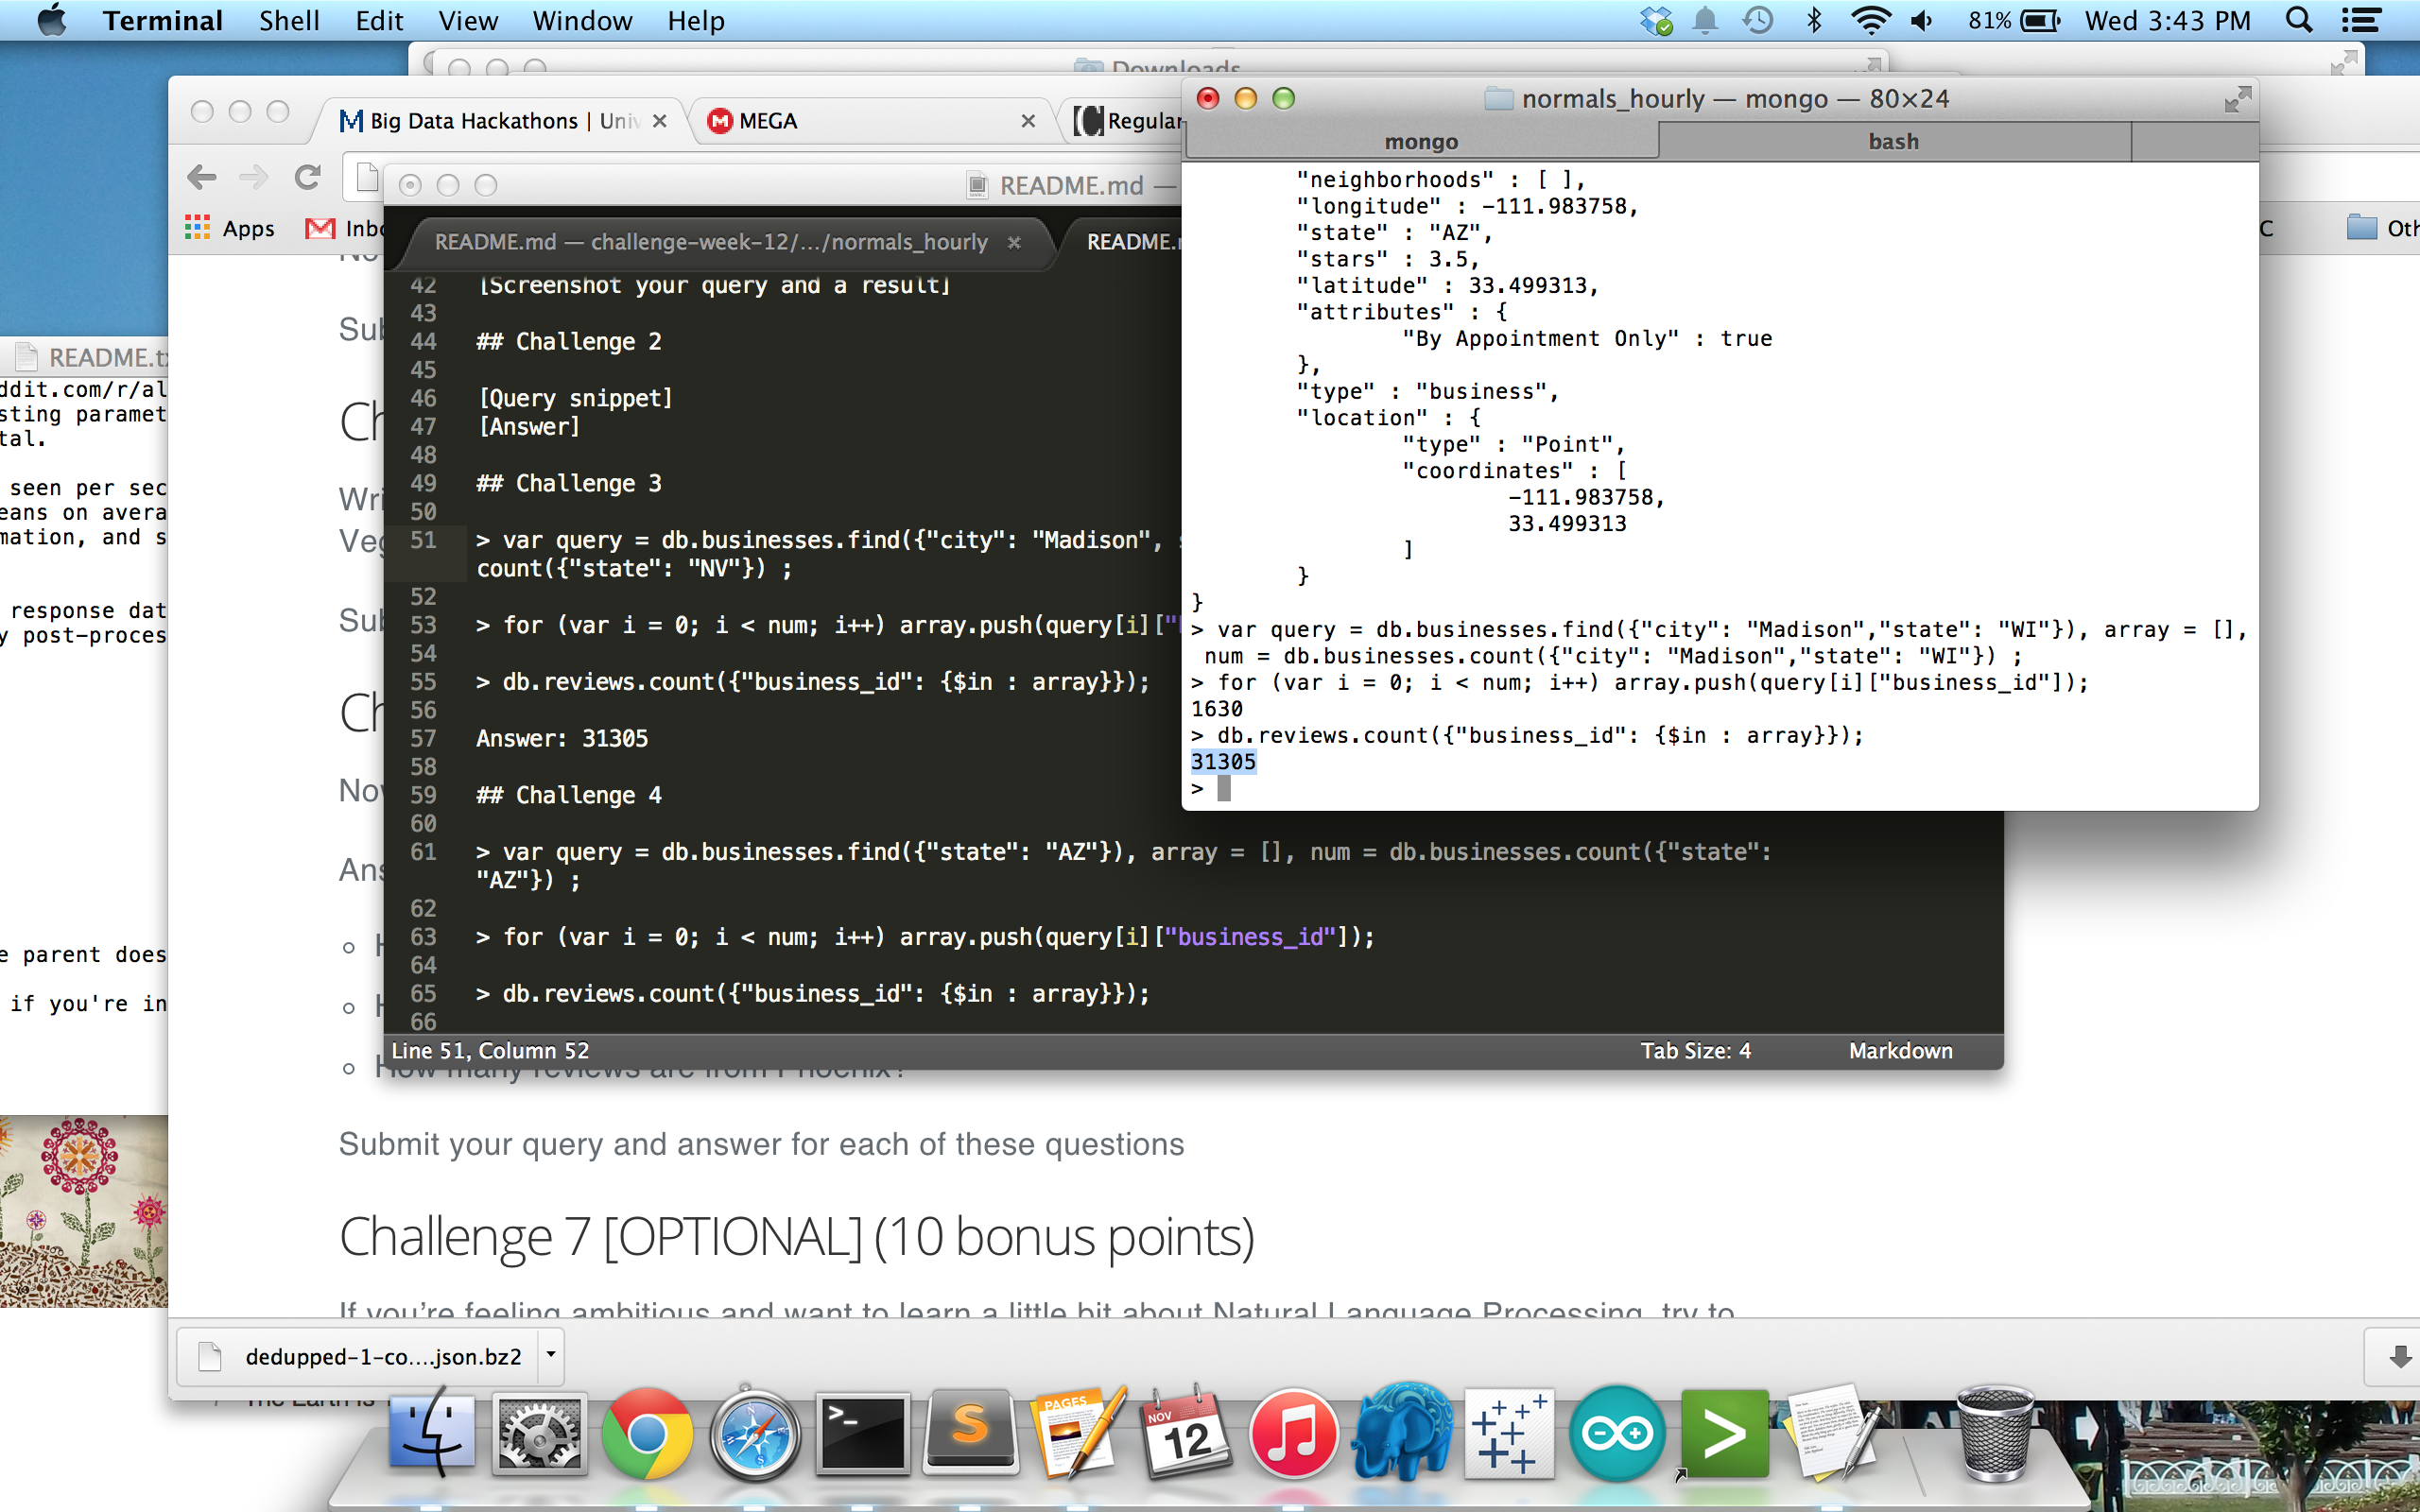 Terminal Shell Edit View Window Help 81% Wed 3:43 PM
Downloads
Big Data Hackathons | Univ
MEGA
Regular
normals_hourly — mongo — 80×24
mongo bash
Apps
README.md —
README.md — challenge-week-12/.../normals_hourly
README.
"neighborhoods" : [ ],
"longitude" : -111.983758,
"state" : "AZ",
"stars" : 3.5,
"latitude" : 33.499313,
"attributes" : {
"By Appointment Only" : true
},
"type" : "business",
"location" : {
"type" : "Point",
"coordinates" : [
-111.983758,
33.499313
]
}
}
> var query = db.businesses.find({"city": "Madison","state": "WI"}), array = [],
num = db.businesses.count({"city": "Madison","state": "WI"}) ;
> for (var i = 0; i < num; i++) array.push(query[i]["business_id"]);
1630
> db.reviews.count({"business_id": {$in : array}});
31305
>
42 [Screenshot your query and a result]
43
44 ## Challenge 2
45
46 [Query snippet]
47 [Answer]
48
49 ## Challenge 3
50
51 > var query = db.businesses.find({"city": "Madison",
count({"state": "NV"}) ;
52
53 > for (var i = 0; i < num; i++) array.push(query[i]["
54
55 > db.reviews.count({"business_id": {$in : array}});
56
57 Answer: 31305
58
59 ## Challenge 4
60
61 > var query = db.businesses.find({"state": "AZ"}), array = [], num = db.businesses.count({"state":
"AZ"}) ;
62
63 > for (var i = 0; i < num; i++) array.push(query[i]["business_id"]);
64
65 > db.reviews.count({"business_id": {$in : array}});
66
Line 51, Column 52 Tab Size: 4 Markdown
README.tx
ddit.com/r/al
sting paramet
tal.
seen per sec
eans on avera
mation, and s
response dat
y post-proces
e parent does
if you're in
How many reviews are from Phoenix?
Submit your query and answer for each of these questions
Challenge 7 [OPTIONAL] (10 bonus points)
If you're feeling ambitious and want to learn a little bit about Natural Language Processing, try to
dedupped-1-co....json.bz2
The Earth is
PAGES
NOV
12